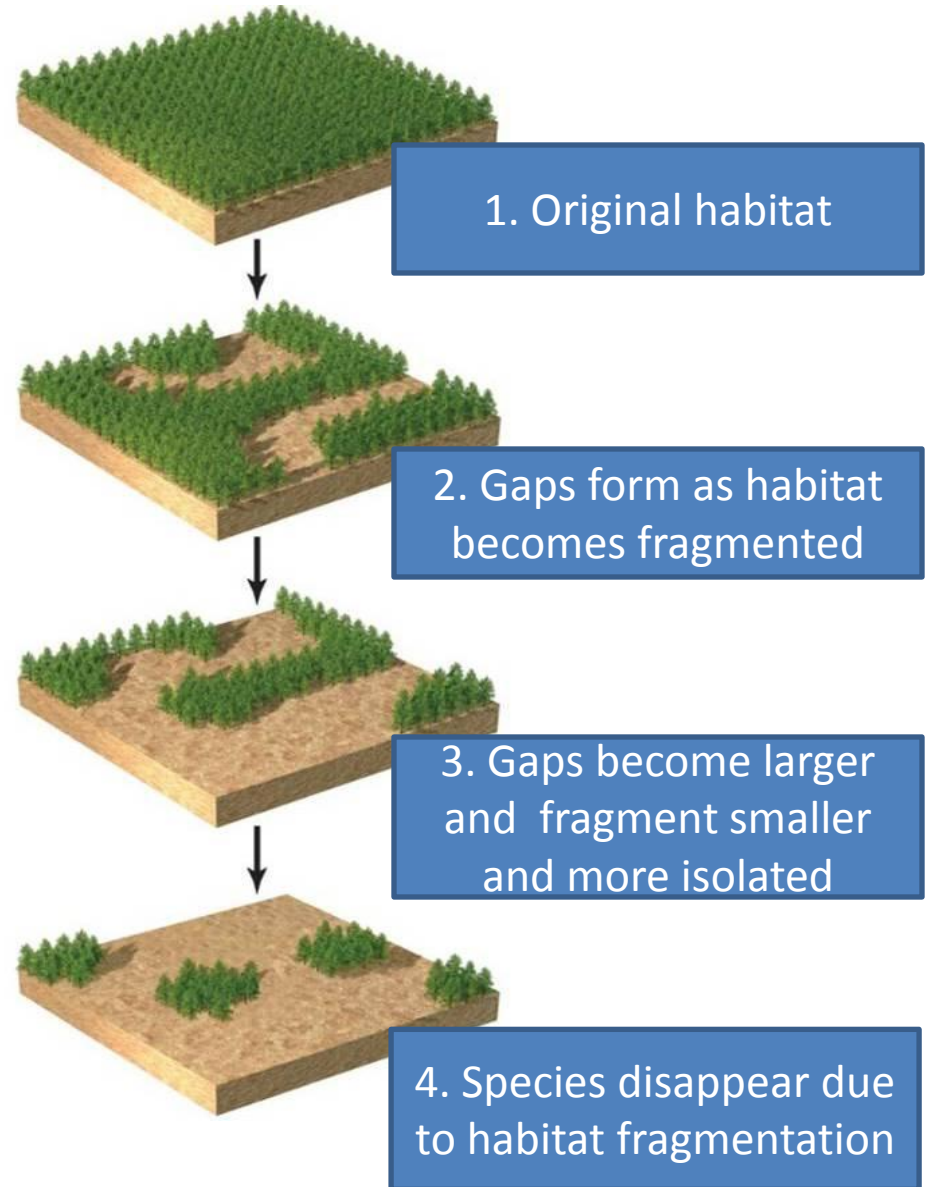 1. Original habitat
2. Gaps form as habitat
becomes fragmented
3. Gaps become larger
and  fragment smaller
and more isolated
4. Species disappear due
to habitat fragmentation